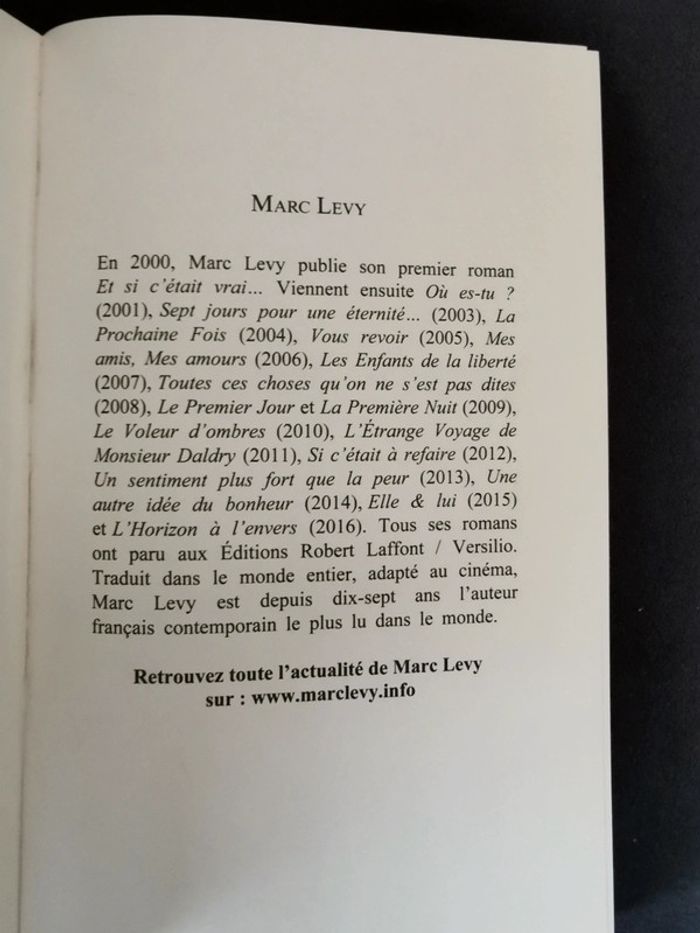 MARC LEVY
En 2000, Marc Levy publie son premier roman
Et si c'était vrai... Viennent ensuite Où es-tu ?
(2001), Sept jours pour une éternité... (2003), La
Prochaine Fois (2004), Vous revoir (2005), Mes
amis, Mes amours (2006), Les Enfants de la liberté
(2007), Toutes ces choses qu'on ne s'est pas dites
(2008), Le Premier Jour et La Première Nuit (2009),
Le Voleur d'ombres (2010), L'Étrange Voyage de
Monsieur Daldry (2011), Si c'était à refaire (2012),
Un sentiment plus fort que la peur (2013), Une
autre idée du bonheur (2014), Elle & lui (2015)
et L'Horizon à l'envers (2016). Tous ses romans
ont paru aux Éditions Robert Laffont / Versilio.
Traduit dans le monde entier, adapté au cinéma,
Marc Levy est depuis dix-sept ans l'auteur
français contemporain le plus lu dans le monde.
Retrouvez toute l'actualité de Marc Levy
sur : www.marclevy.info